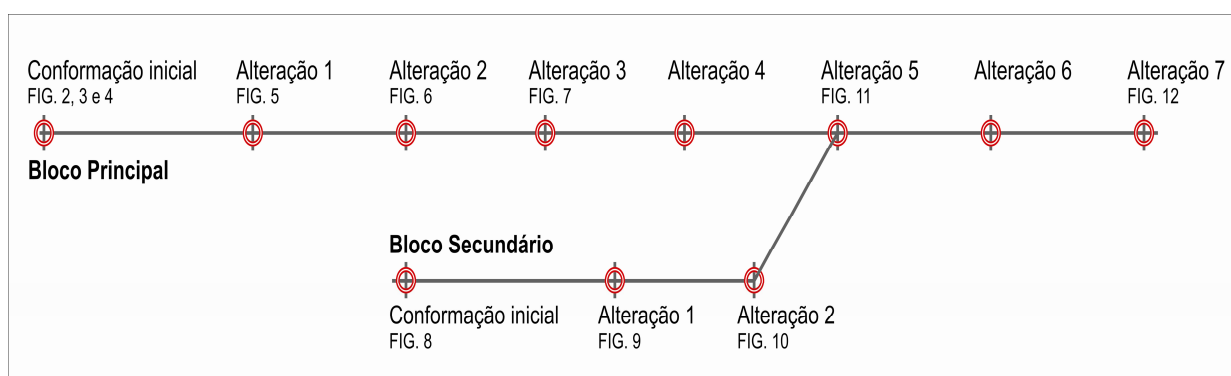 Conformação inicial
FIG. 2, 3 e 4
Alteração 1
FIG. 5
Alteração 2
FIG. 6
Alteração 3
FIG. 7
Alteração 4
Alteração 5
FIG. 11
Alteração 6
Alteração 7
FIG. 12
Bloco Principal
Bloco Secundário
Conformação inicial
FIG. 8
Alteração 1
FIG. 9
Alteração 2
FIG. 10